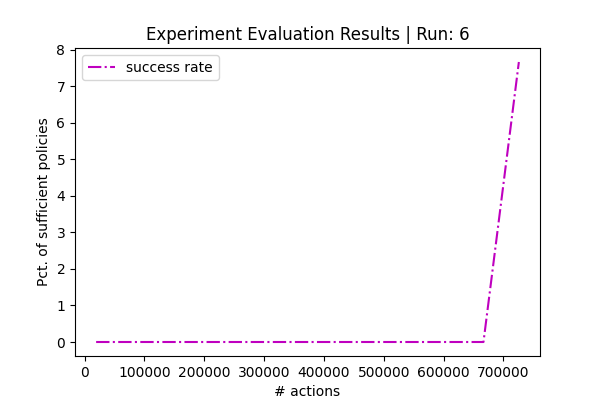 Experiment Evaluation Results | Run: 6
success rate
Pct. of sufficient policies
8
7
6
5
4
3
2
1
0
0 100000 200000 300000 400000 500000 600000 700000
# actions